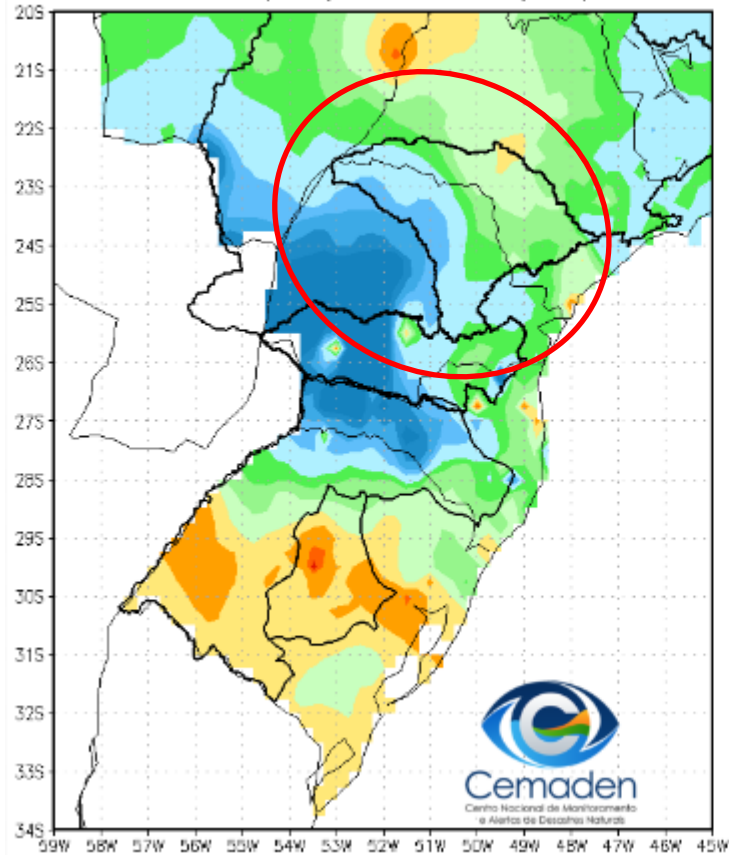 20S
21S
22S
23S
24S
25S
26S
27S
28S
29S
30S
31S
32S
33S
34S
59W 58W 57W 56W 55W 54W 53W 52W 51W 50W 49W 48W 47W 46W 45W
Cemaden
Centro Nacional de Monitoramento
e Alertas de Desastres Naturais